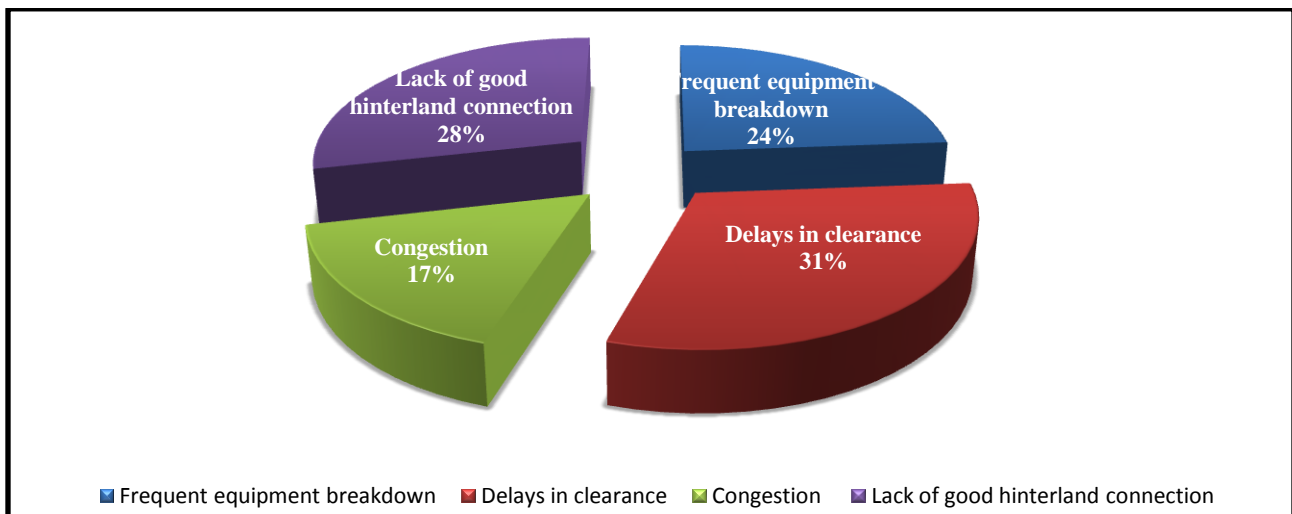 Lack of good
hinterland connection
28%
Frequent equipment
breakdown
24%
Delays in clearance
31%
Congestion
17%
Frequent equipment breakdown
Delays in clearance
Congestion
Lack of good hinterland connection